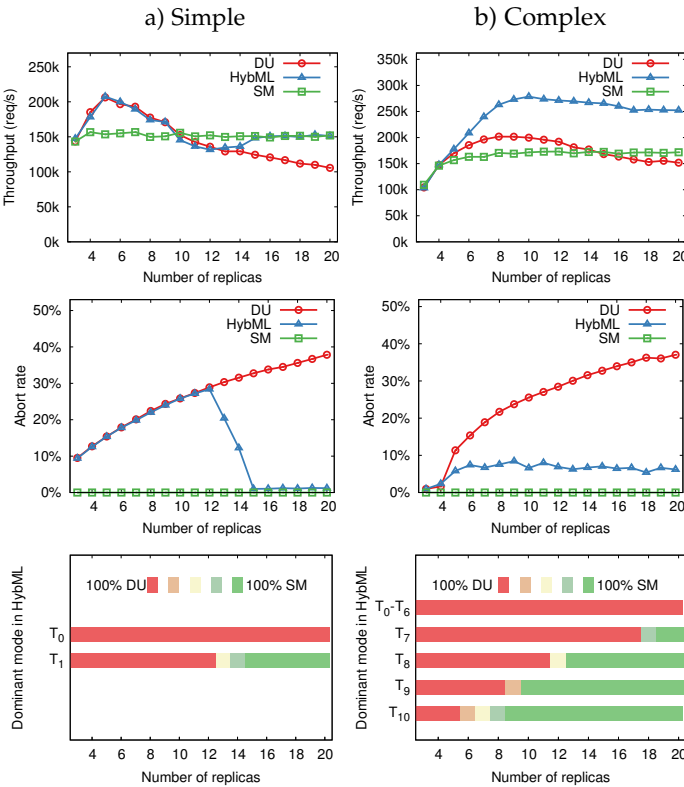 a) Simple
b) Complex
DU
HybML
SM
250k
200k
150k
100k
50k
0k
Throughput (req/s)
4 6 8 10 12 14 16 18 20
Number of replicas
DU
HybML
SM
350k
300k
250k
200k
150k
100k
50k
0k
Throughput (req/s)
4 6 8 10 12 14 16 18 20
Number of replicas
DU
HybML
SM
50%
40%
30%
20%
10%
0%
Abort rate
4 6 8 10 12 14 16 18 20
Number of replicas
DU
HybML
SM
50%
40%
30%
20%
10%
0%
Abort rate
4 6 8 10 12 14 16 18 20
Number of replicas
100% DU 100% SM
T0
T1
Dominant mode in HybML
4 6 8 10 12 14 16 18 20
Number of replicas
100% DU 100% SM
T0-T6
T7
T8
T9
T10
Dominant mode in HybML
4 6 8 10 12 14 16 18 20
Number of replicas